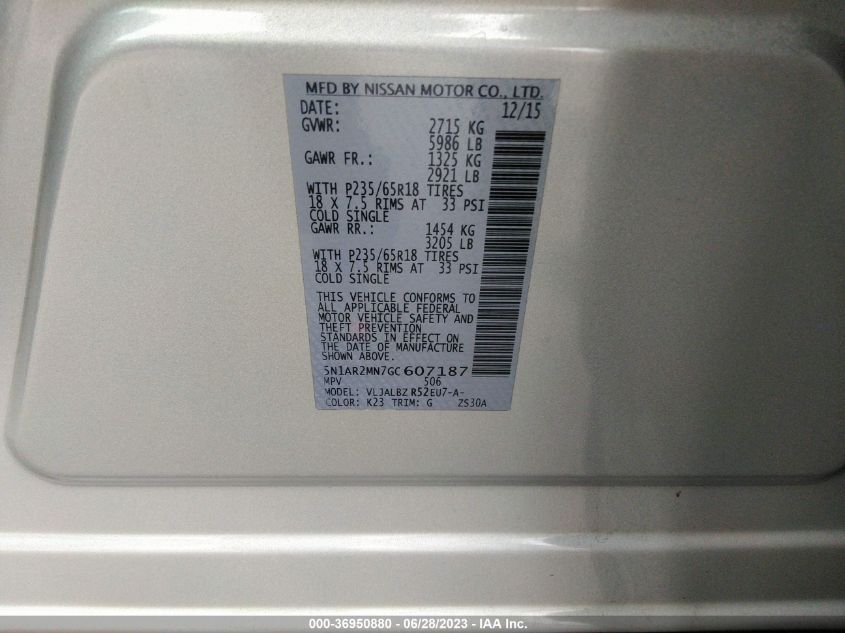 MFD BY NISSAN MOTOR CO., LTD.
DATE: 12/15
GVWR: 2715 KG
5986 LB
GAWR FR.: 1325 KG
2921 LB
WITH P235/65R18 TIRES
18 X 7.5 RIMS AT 33 PSI
COLD SINGLE
GAWR RR.: 1454 KG
3205 LB
WITH P235/65R18 TIRES
18 X 7.5 RIMS AT 33 PSI
COLD SINGLE
THIS VEHICLE CONFORMS TO
ALL APPLICABLE FEDERAL
MOTOR VEHICLE SAFETY AND
THEFT PREVENTION
STANDARDS IN EFFECT ON
THE DATE OF MANUFACTURE
SHOWN ABOVE.
5N1AR2MN7GC607187
MPV 506
MODEL: VLJALBZ R52EU7-A-
COLOR: K23 TRIM: G ZS30A
000-36950880 - 06/28/2023 - IAA Inc.